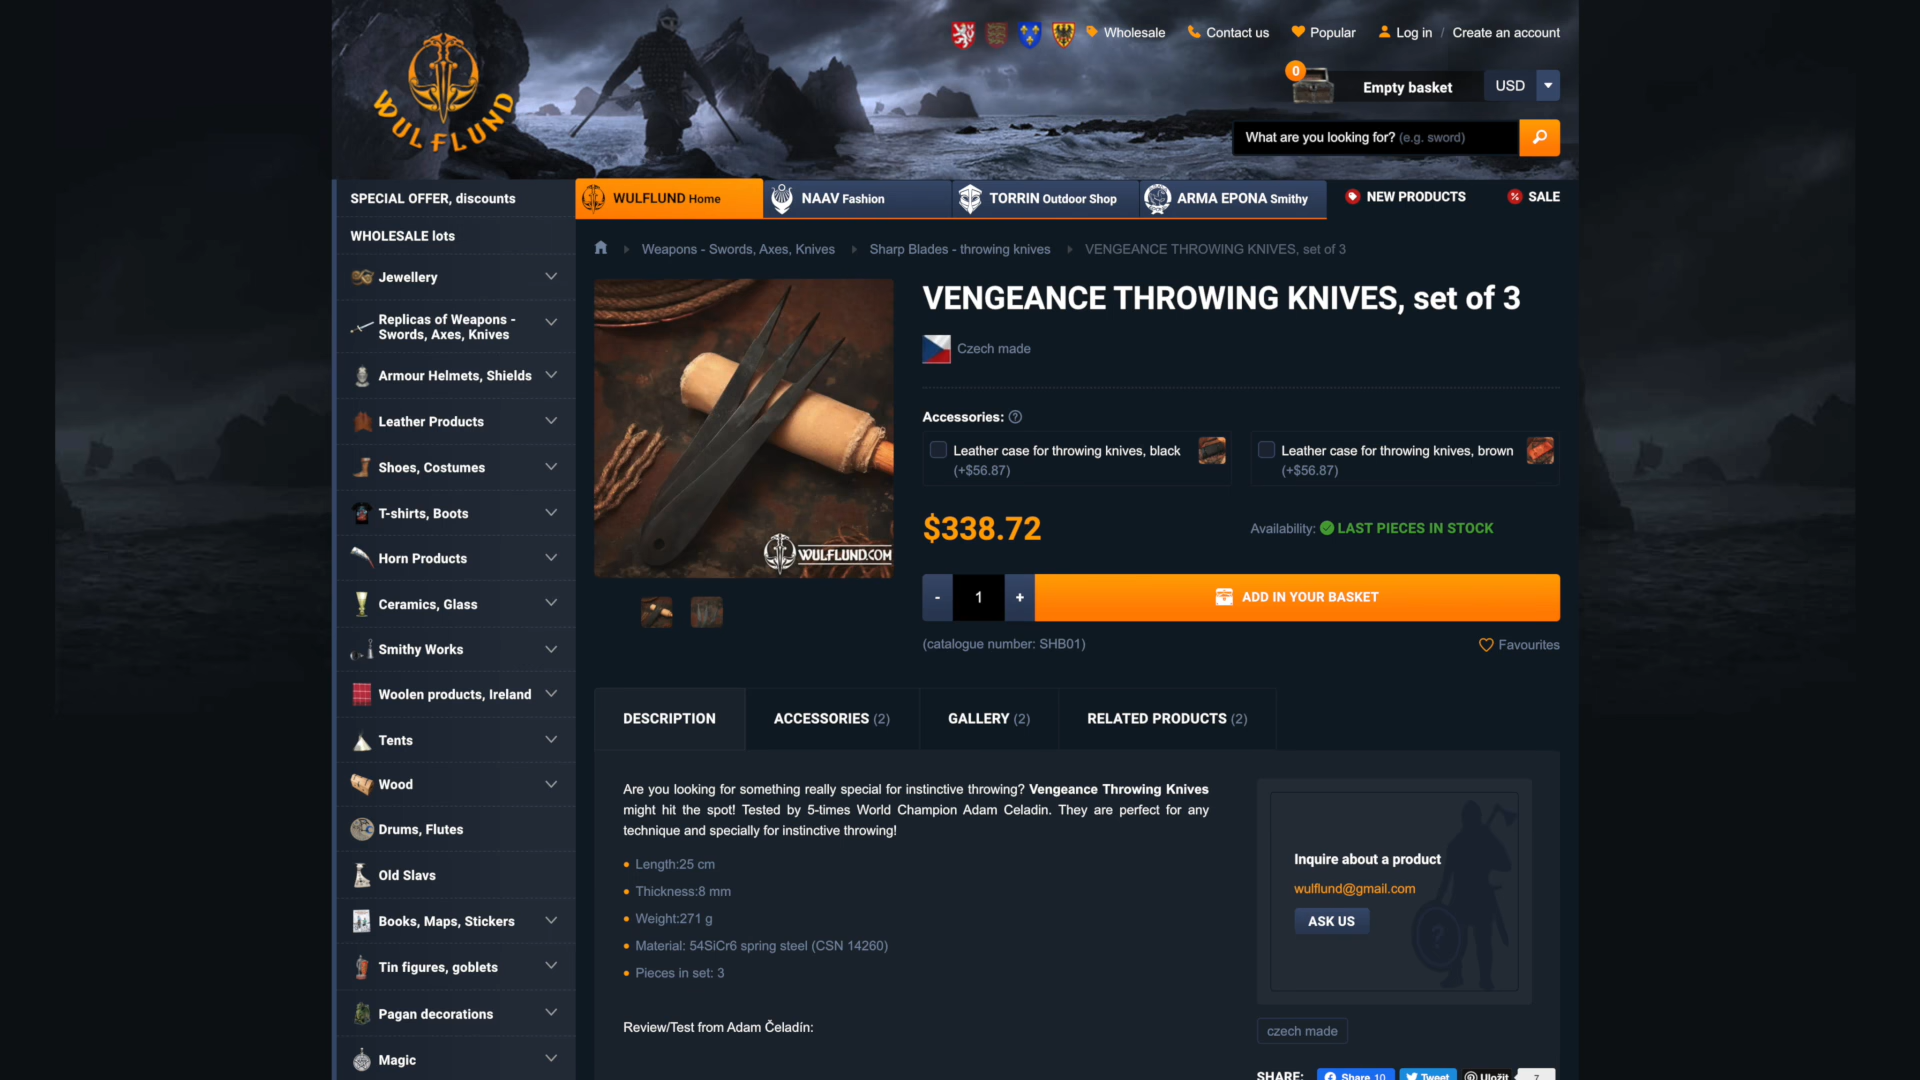 Wholesale
Contact us
Popular
Log in / Create an account
WULFLUND
0
Empty basket
USD
What are you looking for? (e.g. sword)
SPECIAL OFFER, discounts
WHOLESALE lots
Jewellery
Replicas of Weapons -
Swords, Axes, Knives
Armour Helmets, Shields
Leather Products
Shoes, Costumes
T-shirts, Boots
Horn Products
Ceramics, Glass
Smithy Works
Woolen products, Ireland
Tents
Wood
Drums, Flutes
Old Slavs
Books, Maps, Stickers
Tin figures, goblets
Pagan decorations
Magic
WULFLUND Home
NAAV Fashion
TORRIN Outdoor Shop
ARMA EPONA Smithy
NEW PRODUCTS
SALE
Weapons - Swords, Axes, Knives
Sharp Blades - throwing knives
VENGEANCE THROWING KNIVES, set of 3
WULFLUND.COM
VENGEANCE THROWING KNIVES, set of 3
Czech made
Accessories: ?
Leather case for throwing knives, black
(+$56.87)
Leather case for throwing knives, brown
(+$56.87)
$338.72
Availability: LAST PIECES IN STOCK
- 1 +
ADD IN YOUR BASKET
(catalogue number: SHB01)
Favourites
DESCRIPTION
ACCESSORIES (2)
GALLERY (2)
RELATED PRODUCTS (2)
Are you looking for something really special for instinctive throwing? Vengeance Throwing Knives
might hit the spot! Tested by 5-times World Champion Adam Celadin. They are perfect for any
technique and specially for instinctive throwing!
Length:25 cm
Thickness:8 mm
Weight:271 g
Material: 54SiCr6 spring steel (CSN 14260)
Pieces in set: 3
Review/Test from Adam Čeladín:
Inquire about a product
wulflund@gmail.com
ASK US
?
czech made
SHARE:
Share 10
Tweet
Uložit
7